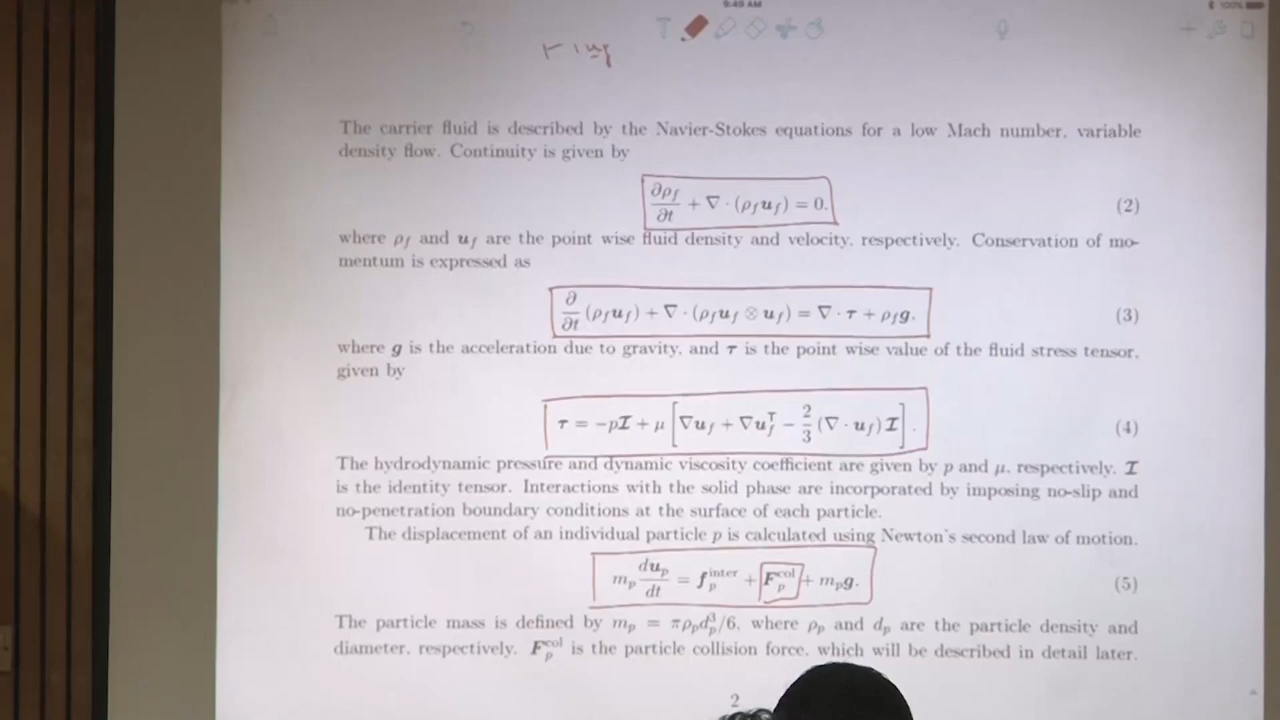 9:49 AM
100%
The carrier fluid is described by the Navier-Stokes equations for a low Mach number, variable
density flow. Continuity is given by
∂ρ_f/∂t + ∇ · (ρ_f u_f) = 0, (2)
where ρ_f and u_f are the point wise fluid density and velocity, respectively. Conservation of mo-
mentum is expressed as
∂/∂t (ρ_f u_f) + ∇ · (ρ_f u_f ⊗ u_f) = ∇ · τ + ρ_f g, (3)
where g is the acceleration due to gravity, and τ is the point wise value of the fluid stress tensor,
given by
τ = −pI + μ [∇u_f + ∇u_f^T − 2/3 (∇ · u_f) I] . (4)
The hydrodynamic pressure and dynamic viscosity coefficient are given by p and μ, respectively. I
is the identity tensor. Interactions with the solid phase are incorporated by imposing no-slip and
no-penetration boundary conditions at the surface of each particle.
The displacement of an individual particle p is calculated using Newton's second law of motion,
m_p du_p/dt = f_p^inter + F_p^col + m_p g. (5)
The particle mass is defined by m_p = πρ_p d_p^3/6, where ρ_p and d_p are the particle density and
diameter, respectively. F_p^col is the particle collision force, which will be described in detail later.
2